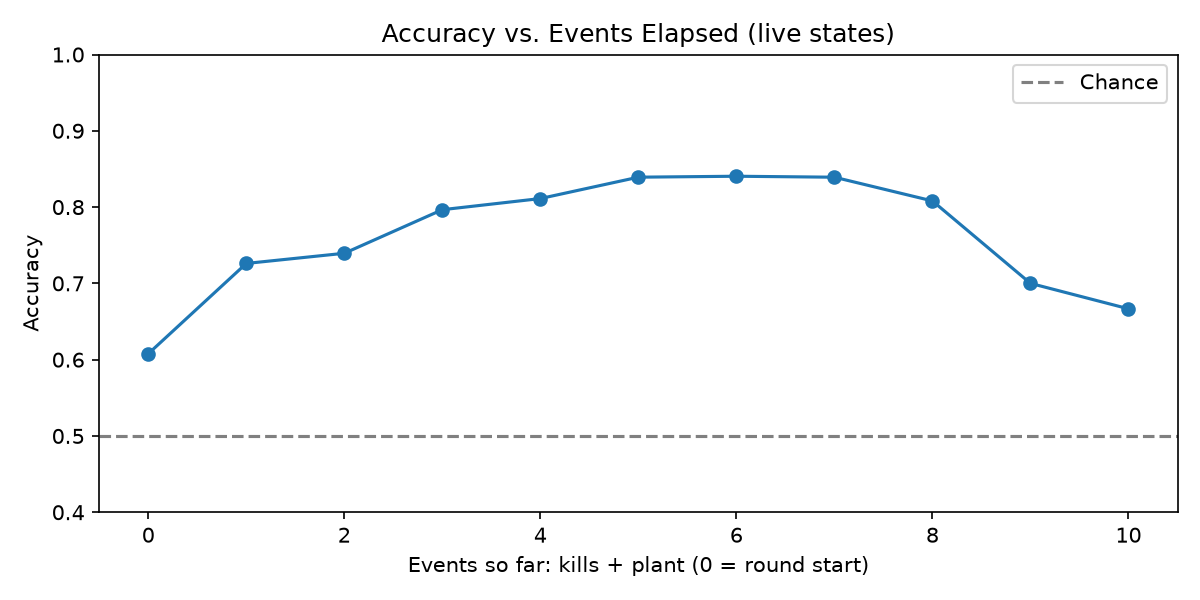 Accuracy vs. Events Elapsed (live states)
Chance
1.0
0.9
0.8
0.7
0.6
0.5
0.4
Accuracy
0 2 4 6 8 10
Events so far: kills + plant (0 = round start)